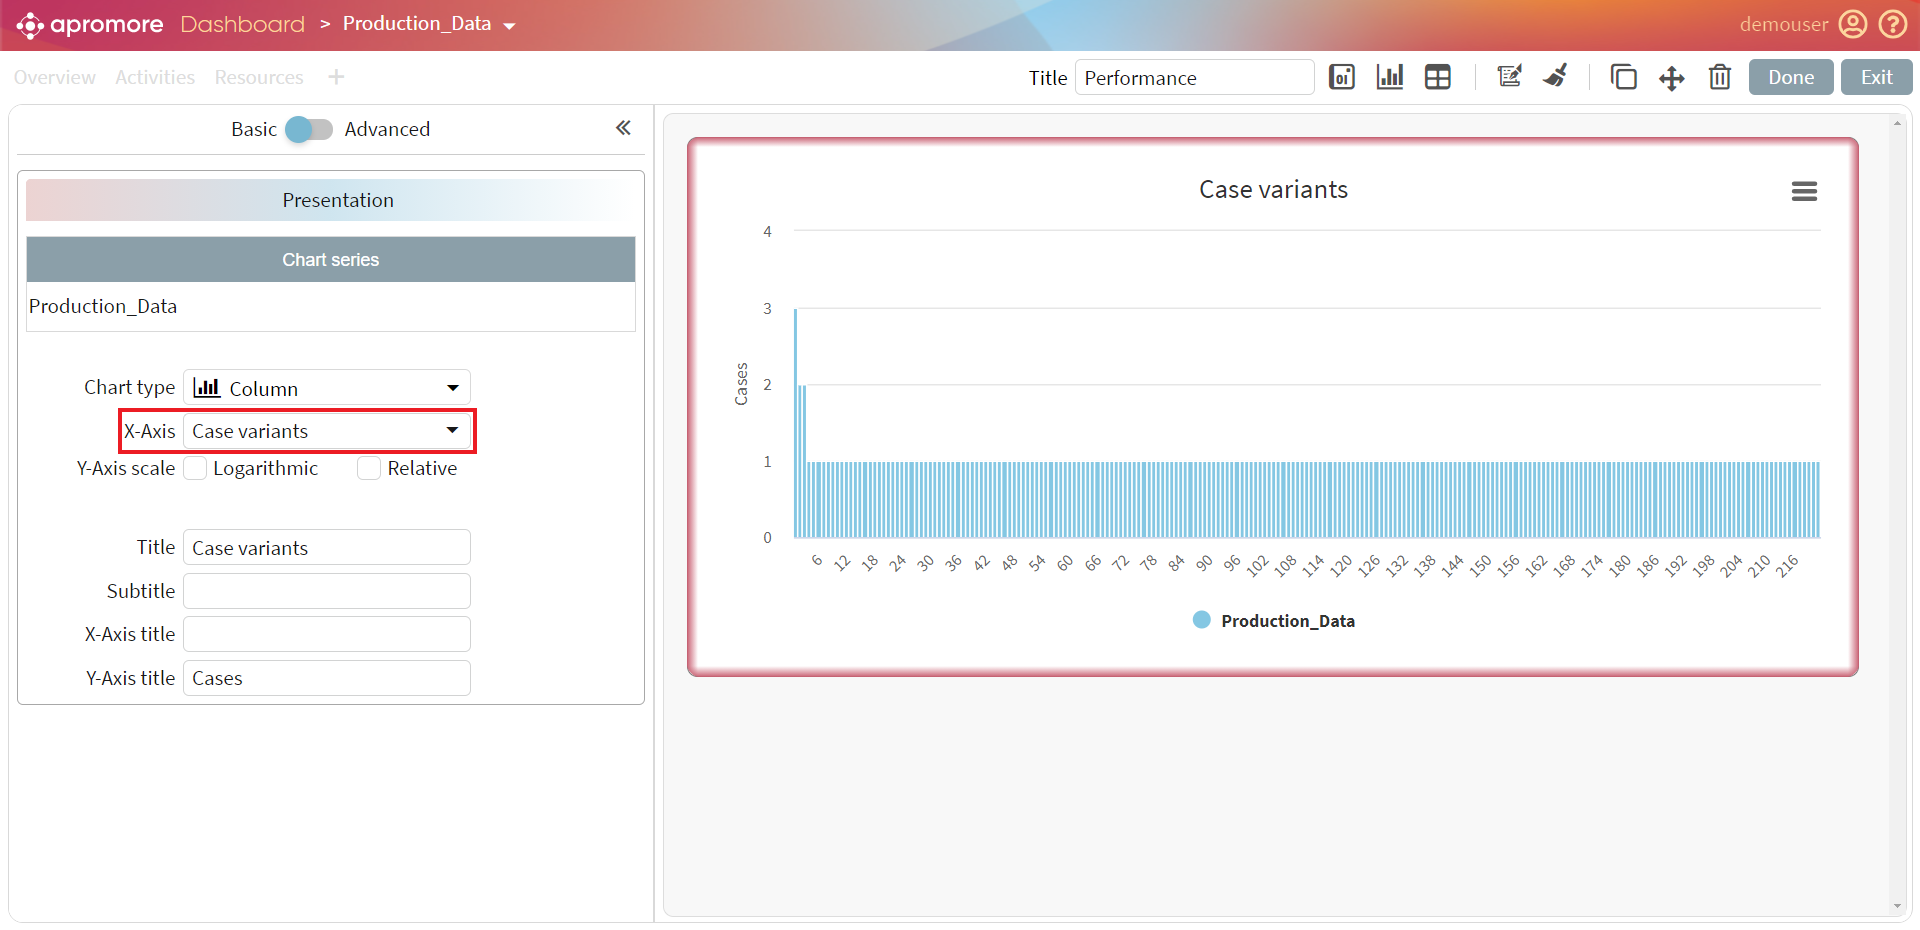 apromore Dashboard > Production_Data
demouser
Overview Activities Resources +
Title Performance
Done Exit
Basic Advanced
Presentation
Chart series
Production_Data
Chart type Column
X-Axis Case variants
Y-Axis scale Logarithmic Relative
Title Case variants
Subtitle
X-Axis title
Y-Axis title Cases
Case variants
4
3
2
1
0
Cases
6 12 18 24 30 36 42 48 54 60 66 72 78 84 90 96 102 108 114 120 126 132 138 144 150 156 162 168 174 180 186 192 198 204 210 216
Production_Data